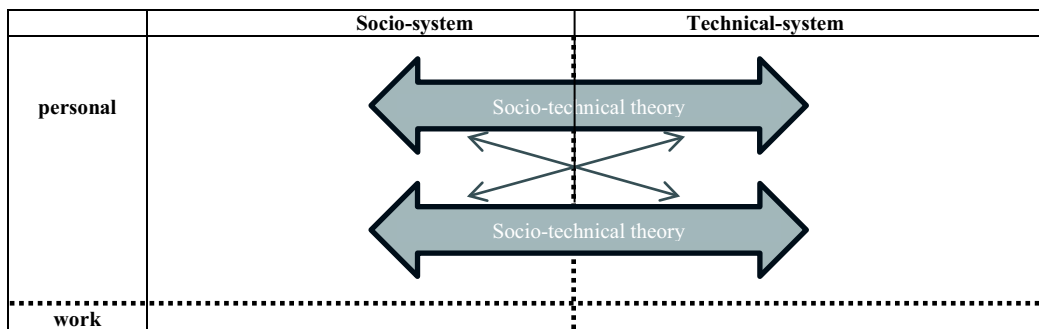 Socio-system Technical-system
personal
Socio-technical theory
Socio-technical theory
work